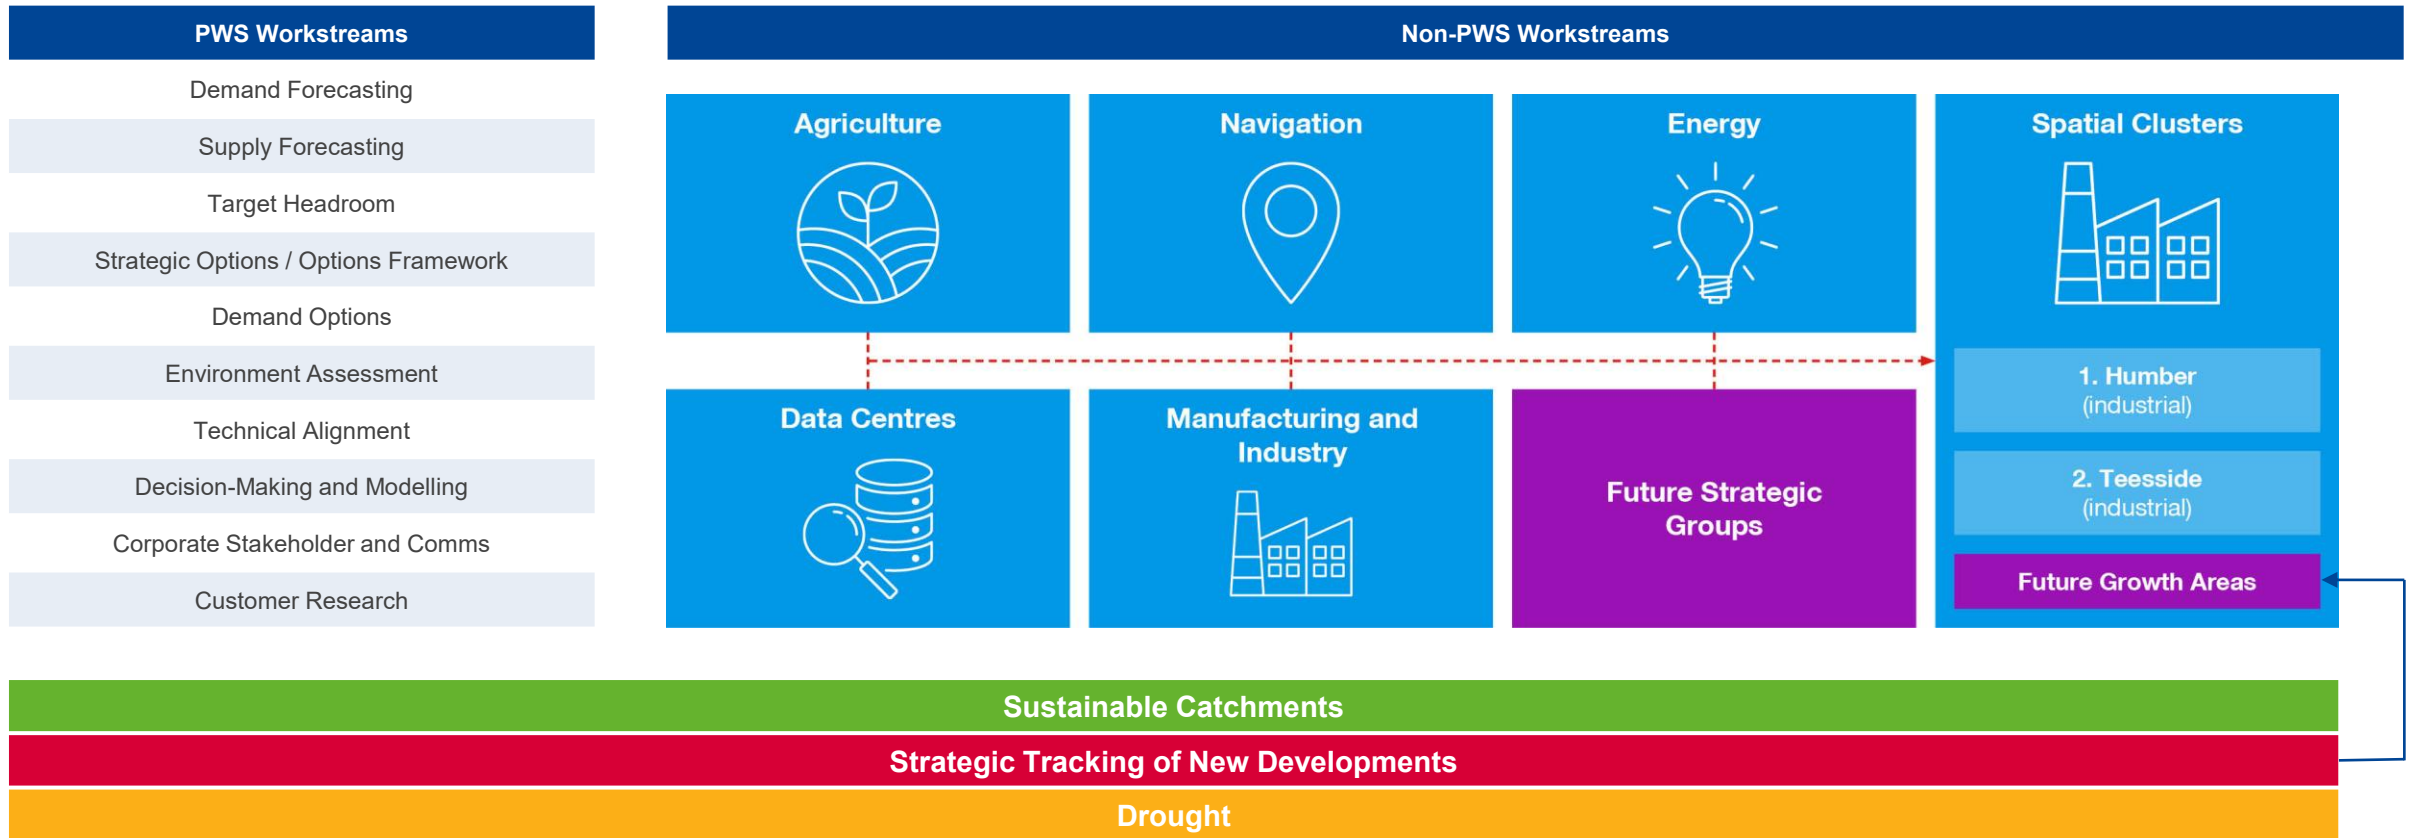 PWS Workstreams
Demand Forecasting
Supply Forecasting
Target Headroom
Strategic Options / Options Framework
Demand Options
Environment Assessment
Technical Alignment
Decision-Making and Modelling
Corporate Stakeholder and Comms
Customer Research
Non-PWS Workstreams
Agriculture
Navigation
Energy
Data Centres
Manufacturing and
Industry
Future Strategic
Groups
Spatial Clusters
1. Humber
(industrial)
2. Teesside
(industrial)
Future Growth Areas
Sustainable Catchments
Strategic Tracking of New Developments
Drought